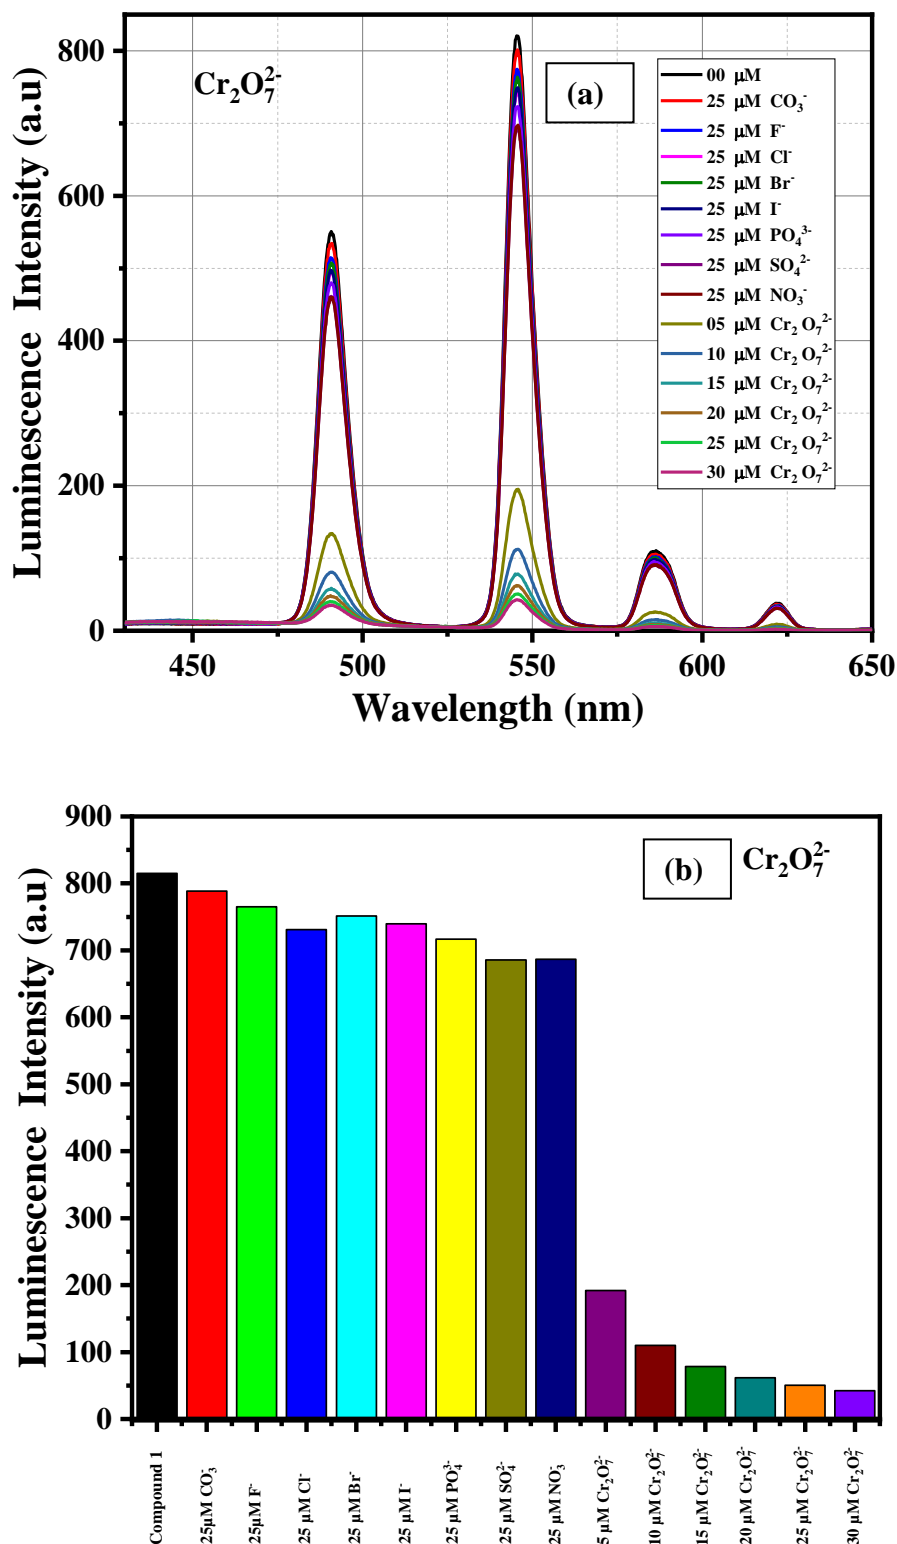 Luminescence Intensity (a.u)
800
600
400
200
0
Cr₂O₇²⁻
(a)
00 μM
25 μM CO₃⁻
25 μM F⁻
25 μM Cl⁻
25 μM Br⁻
25 μM I⁻
25 μM PO₄³⁻
25 μM SO₄²⁻
25 μM NO₃⁻
05 μM Cr₂O₇²⁻
10 μM Cr₂O₇²⁻
15 μM Cr₂O₇²⁻
20 μM Cr₂O₇²⁻
25 μM Cr₂O₇²⁻
30 μM Cr₂O₇²⁻
450 500 550 600 650
Wavelength (nm)
Luminescence Intensity (a.u)
900
800
700
600
500
400
300
200
100
0
(b)
Cr₂O₇²⁻
Compound 1
25μM CO₃⁻
25μM F⁻
25 μM Cl⁻
25 μM Br⁻
25 μM I⁻
25 μM PO₄³⁻
25 μM SO₄²⁻
25 μM NO₃⁻
5 μM Cr₂O₇²⁻
10 μM Cr₂O₇²⁻
15 μM Cr₂O₇²⁻
20 μM Cr₂O₇²⁻
25 μM Cr₂O₇²⁻
30 μM Cr₂O₇²⁻